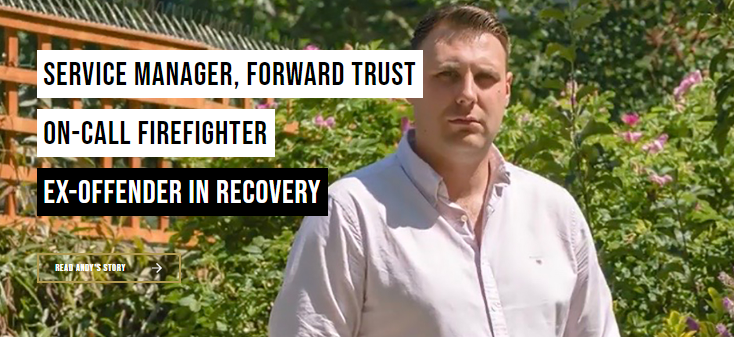 SERVICE MANAGER, FORWARD TRUST
ON-CALL FIREFIGHTER
EX-OFFENDER IN RECOVERY
READ ANDY'S STORY